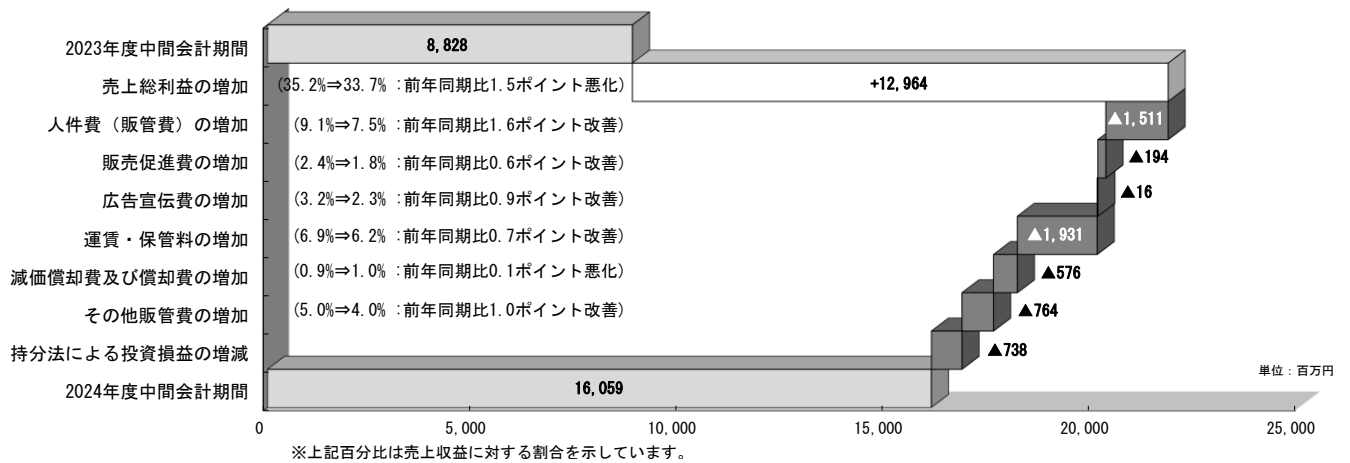 2023年度中間会計期間 8,828
売上総利益の増加 (35.2%⇒33.7% :前年同期比1.5ポイント悪化) +12,964
人件費（販管費）の増加 (9.1%⇒7.5% :前年同期比1.6ポイント改善) ▲1,511
販売促進費の増加 (2.4%⇒1.8% :前年同期比0.6ポイント改善) ▲194
広告宣伝費の増加 (3.2%⇒2.3% :前年同期比0.9ポイント改善) ▲16
運賃・保管料の増加 (6.9%⇒6.2% :前年同期比0.7ポイント改善) ▲1,931
減価償却費及び償却費の増加 (0.9%⇒1.0% :前年同期比0.1ポイント悪化) ▲576
その他販管費の増加 (5.0%⇒4.0% :前年同期比1.0ポイント改善) ▲764
持分法による投資損益の増減 ▲738
単位：百万円
2024年度中間会計期間 16,059
0 5,000 10,000 15,000 20,000 25,000
※上記百分比は売上収益に対する割合を示しています。